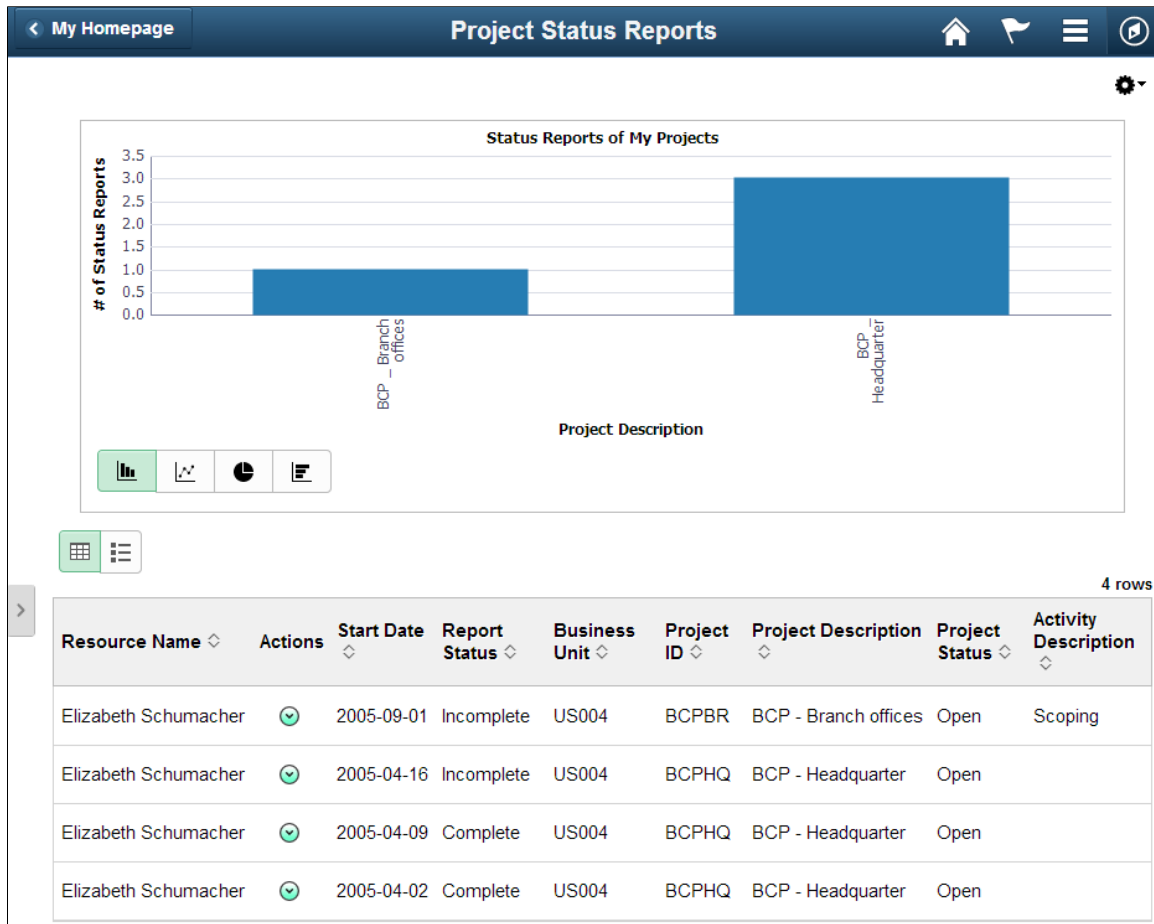 My Homepage
Project Status Reports
Status Reports of My Projects
# of Status Reports
3.5
3.0
2.5
2.0
1.5
1.0
0.5
0.0
BCP – Branch
offices
BCP –
Headquarter
Project Description
4 rows
Resource Name Actions Start Date Report Status Business Unit Project ID Project Description Project Status Activity Description
Elizabeth Schumacher 2005-09-01 Incomplete US004 BCPBR BCP - Branch offices Open Scoping
Elizabeth Schumacher 2005-04-16 Incomplete US004 BCPHQ BCP - Headquarter Open
Elizabeth Schumacher 2005-04-09 Complete US004 BCPHQ BCP - Headquarter Open
Elizabeth Schumacher 2005-04-02 Complete US004 BCPHQ BCP - Headquarter Open